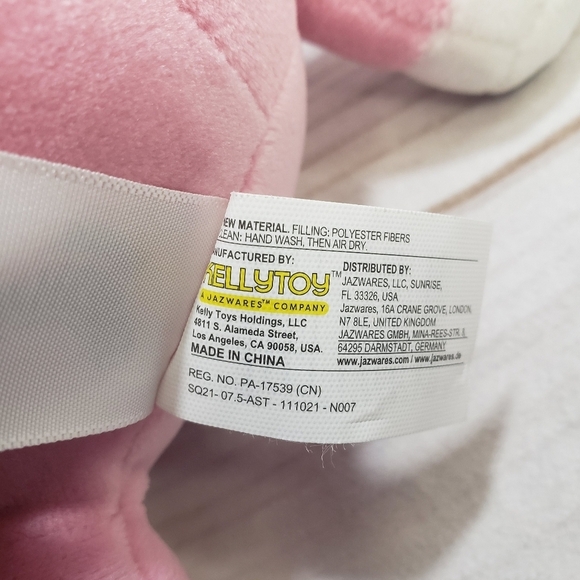 NEW MATERIAL. FILLING: POLYESTER FIBERS
CLEAN: HAND WASH, THEN AIR DRY.
MANUFACTURED BY:
KELLYTOY™
A JAZWARES™ COMPANY
Kelly Toys Holdings, LLC
4811 S. Alameda Street,
Los Angeles, CA 90058, USA.
MADE IN CHINA
DISTRIBUTED BY:
JAZWARES, LLC, SUNRISE,
FL 33326, USA
Jazwares, 16A CRANE GROVE, LONDON,
N7 8LE, UNITED KINGDOM
JAZWARES GMBH, MINA-REES-STR. 8,
64295 DARMSTADT, GERMANY
www.jazwares.com / www.jazware.de
REG. NO. PA-17539 (CN)
SQ21- 07.5-AST - 111021 - N007